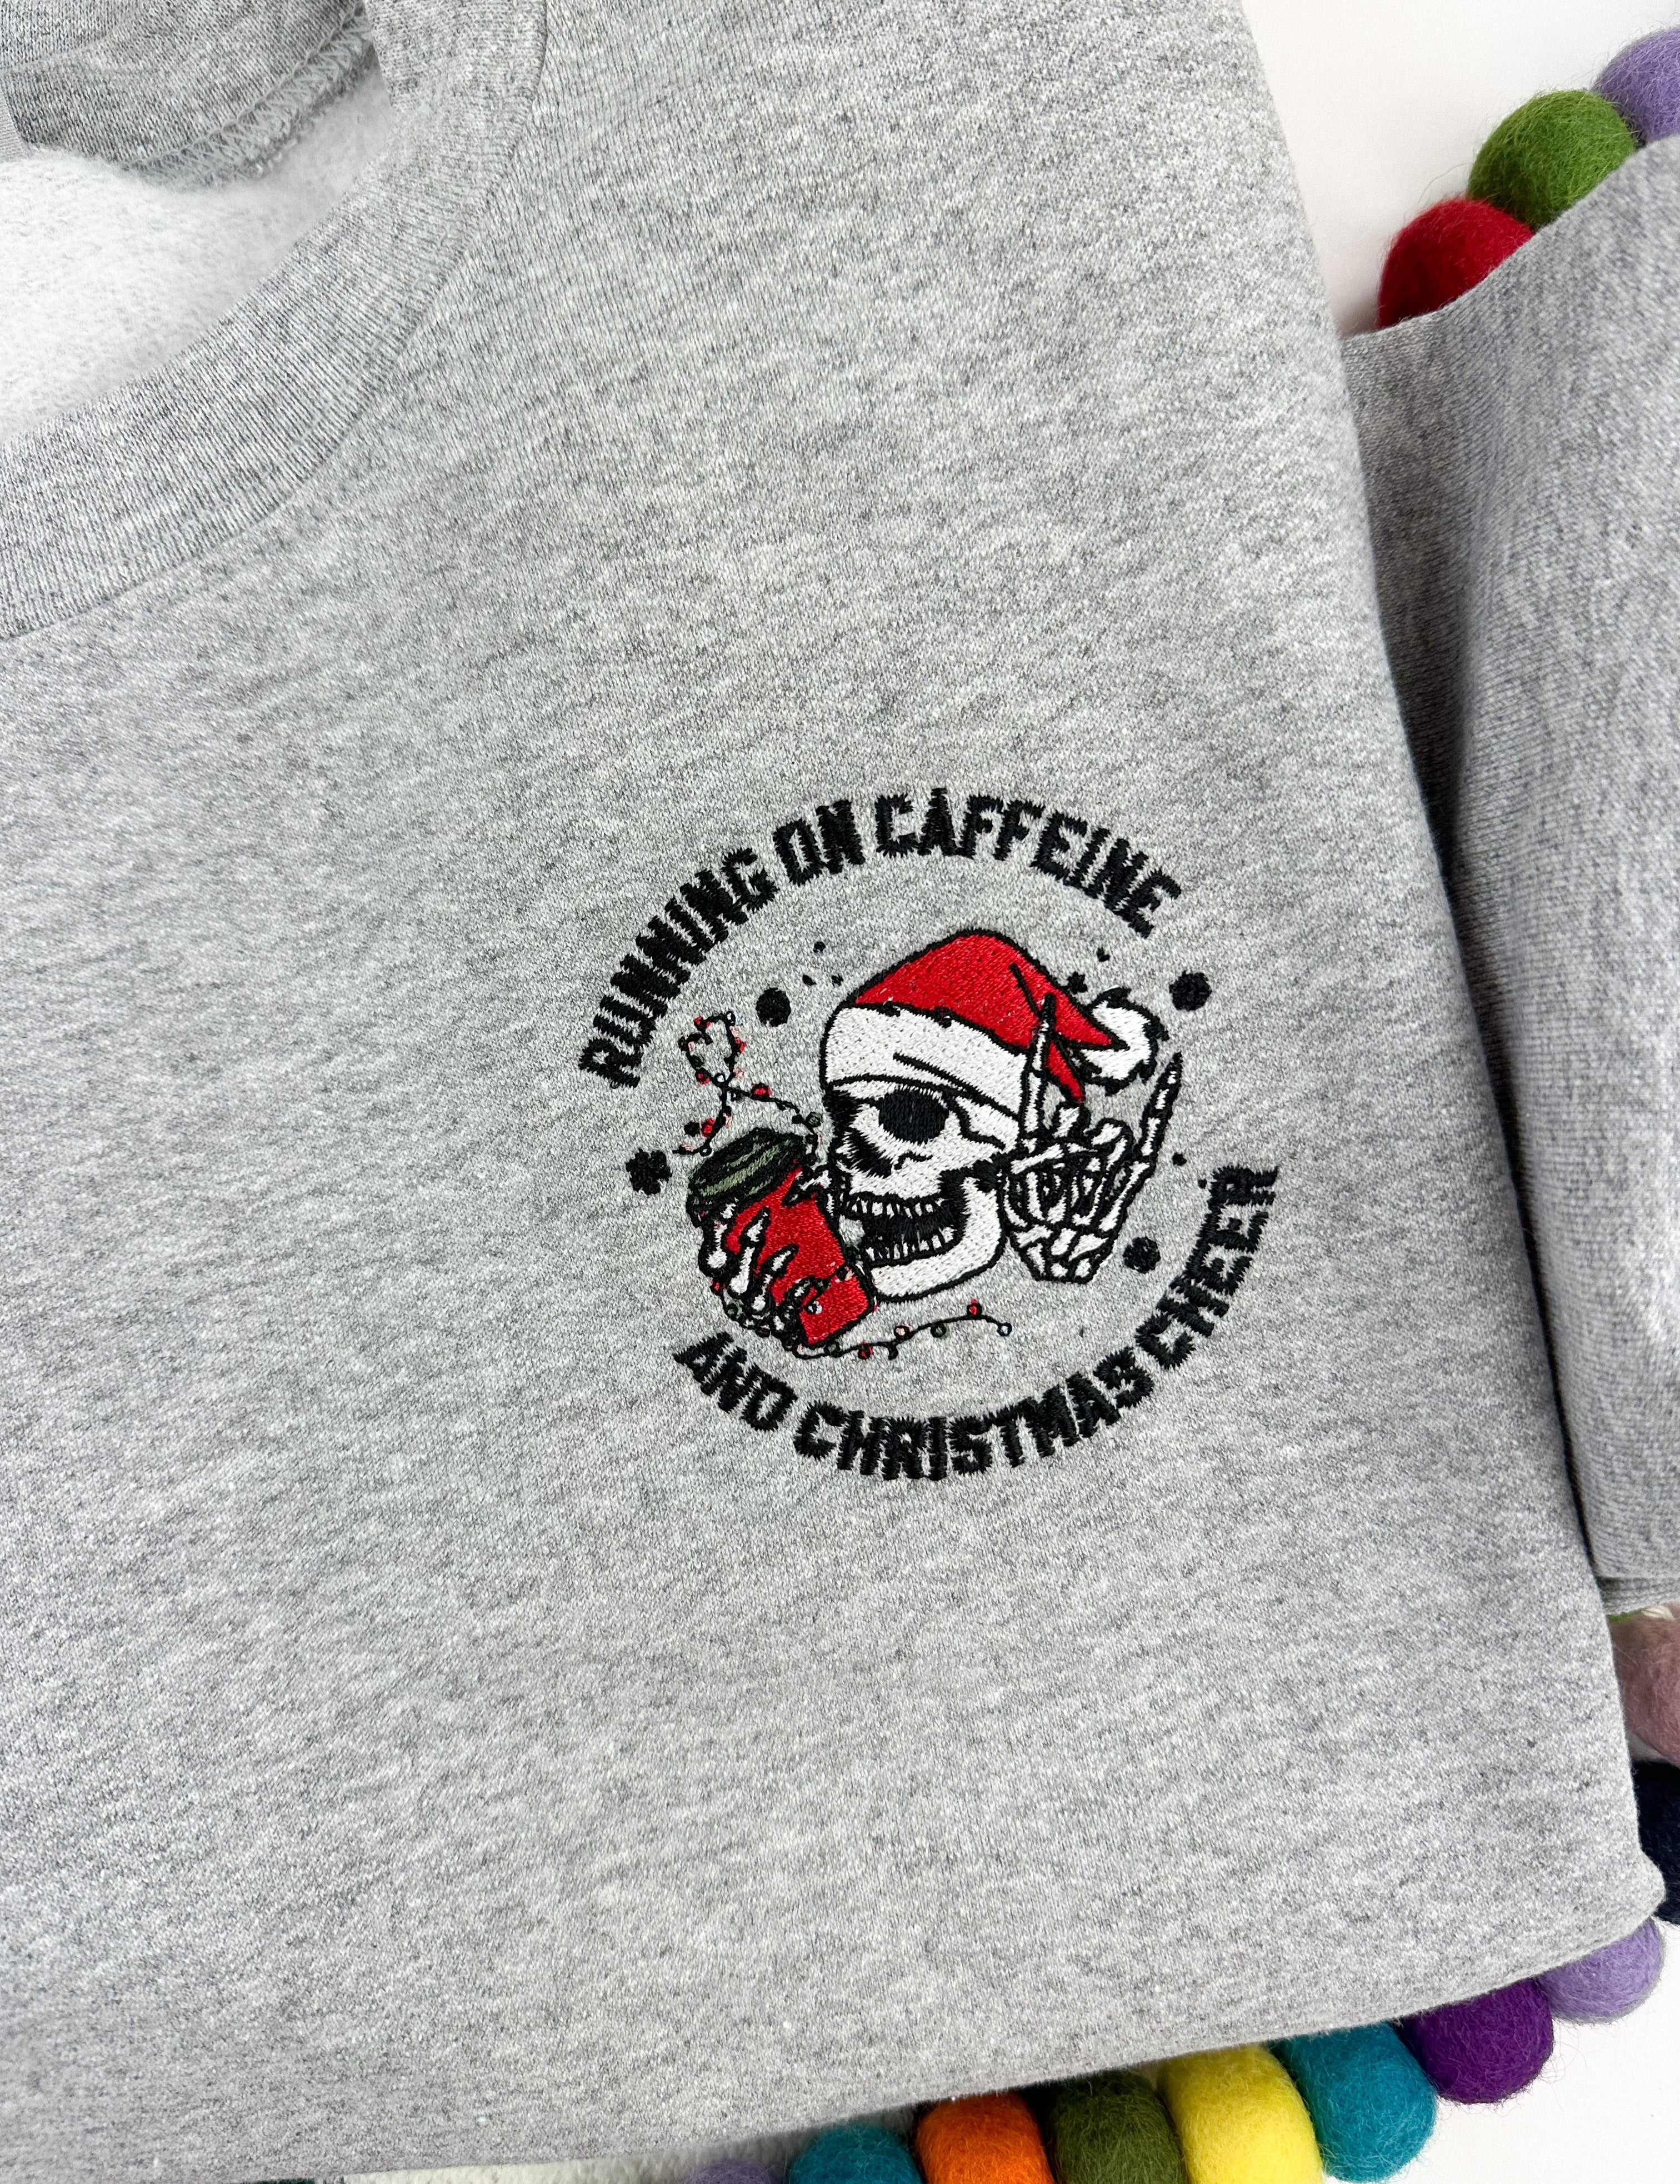 RUNNING ON CAFFEINE
AND CHRISTMAS CHEER